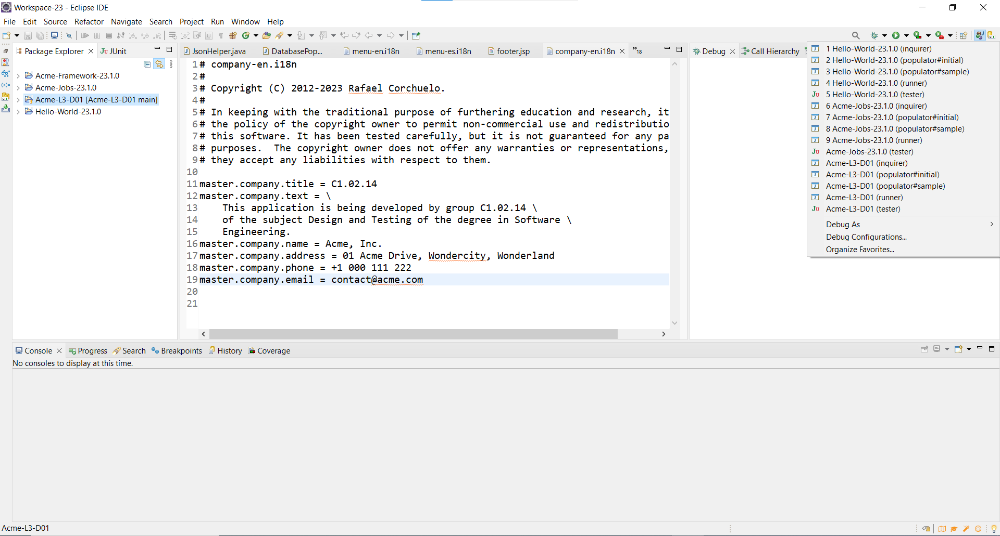 Workspace-23 - Eclipse IDE
File Edit Source Refactor Navigate Search Project Run Window Help
Package Explorer JUnit
Acme-Framework-23.1.0
Acme-Jobs-23.1.0
Acme-L3-D01 [Acme-L3-D01 main]
Hello-World-23.1.0
JsonHelper.java DatabasePop... menu-en.i18n menu-es.i18n footer.jsp company-en.i18n »18
1 # company-en.i18n
2 #
3 # Copyright (C) 2012-2023 Rafael Corchuelo.
4 #
5 # In keeping with the traditional purpose of furthering education and research, it
6 # the policy of the copyright owner to permit non-commercial use and redistributio
7 # this software. It has been tested carefully, but it is not guaranteed for any pa
8 # purposes.  The copyright owner does not offer any warranties or representations,
9 # they accept any liabilities with respect to them.
10
11 master.company.title = C1.02.14
12 master.company.text = \
13 This application is being developed by group C1.02.14 \
14 of the subject Design and Testing of the degree in Software \
15 Engineering.
16 master.company.name = Acme, Inc.
17 master.company.address = 01 Acme Drive, Wondercity, Wonderland
18 master.company.phone = +1 000 111 222
19 master.company.email = contact@acme.com
20
21
Debug Call Hierarchy
1 Hello-World-23.1.0 (inquirer)
2 Hello-World-23.1.0 (populator#initial)
3 Hello-World-23.1.0 (populator#sample)
4 Hello-World-23.1.0 (runner)
5 Hello-World-23.1.0 (tester)
6 Acme-Jobs-23.1.0 (inquirer)
7 Acme-Jobs-23.1.0 (populator#initial)
8 Acme-Jobs-23.1.0 (populator#sample)
9 Acme-Jobs-23.1.0 (runner)
Acme-Jobs-23.1.0 (tester)
Acme-L3-D01 (inquirer)
Acme-L3-D01 (populator#initial)
Acme-L3-D01 (populator#sample)
Acme-L3-D01 (runner)
Acme-L3-D01 (tester)
Debug As
Debug Configurations...
Organize Favorites...
Console Progress Search Breakpoints History Coverage
No consoles to display at this time.
Acme-L3-D01